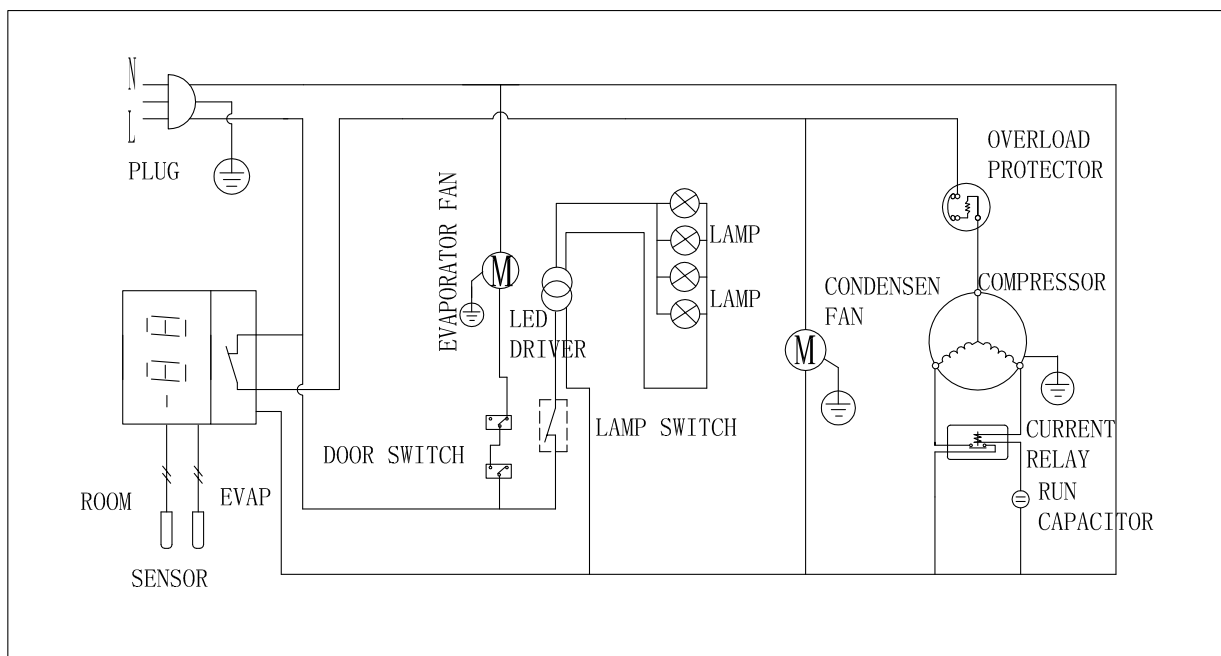 N
L
PLUG
OVERLOAD
PROTECTOR
EVAPORATOR FAN
M
LAMP
LAMP
LED
DRIVER
CONDENSEN
FAN
M
COMPRESSOR
LAMP SWITCH
DOOR SWITCH
CURRENT
RELAY
RUN
CAPACITOR
ROOM
EVAP
SENSOR